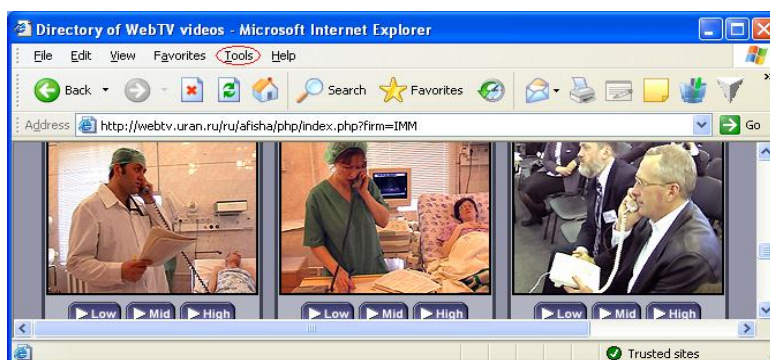 Directory of WebTV videos - Microsoft Internet Explorer
File Edit View Favorites Tools Help
Back Search Favorites
Address http://webtv.uran.ru/ru/afisha/php/index.php?firm=IMM Go
Low Mid High Low Mid High Low Mid High
Trusted sites